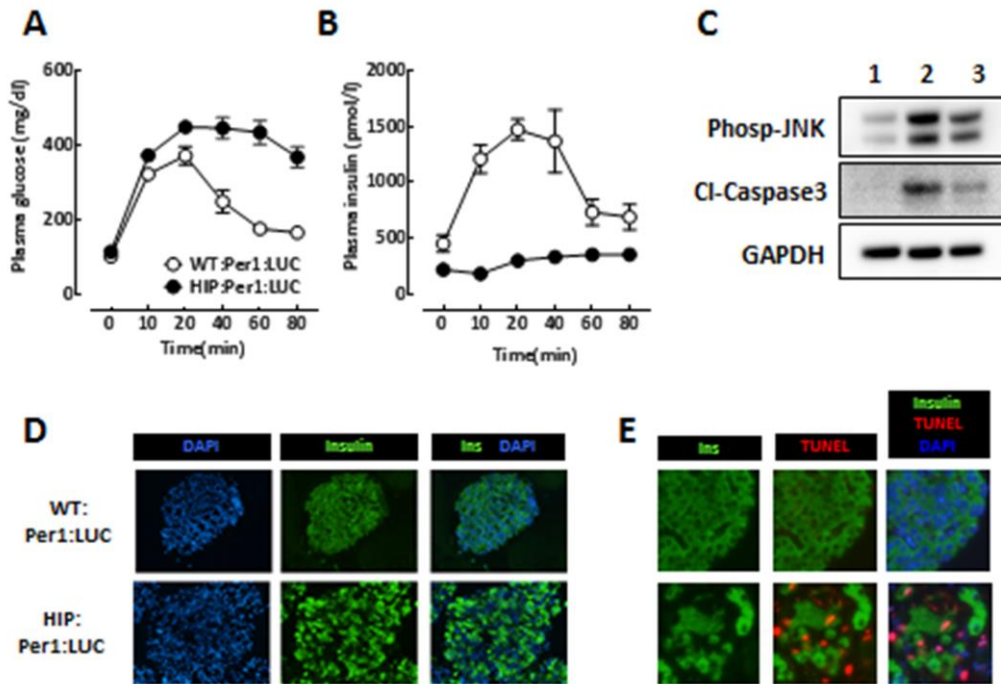 A
Plasma glucose (mg/dl)
600
400
200
0
WT:Per1:LUC
HIP:Per1:LUC
0 10 20 40 60 80
Time(min)
B
Plasma insulin (pmol/l)
2000
1500
1000
500
0
0 10 20 40 60 80
Time(min)
C
1 2 3
Phosp-JNK
Cl-Caspase3
GAPDH
D
DAPI Insulin Ins DAPI
WT:
Per1:LUC
HIP:
Per1:LUC
E
Ins TUNEL
Insulin
TUNEL
DAPI